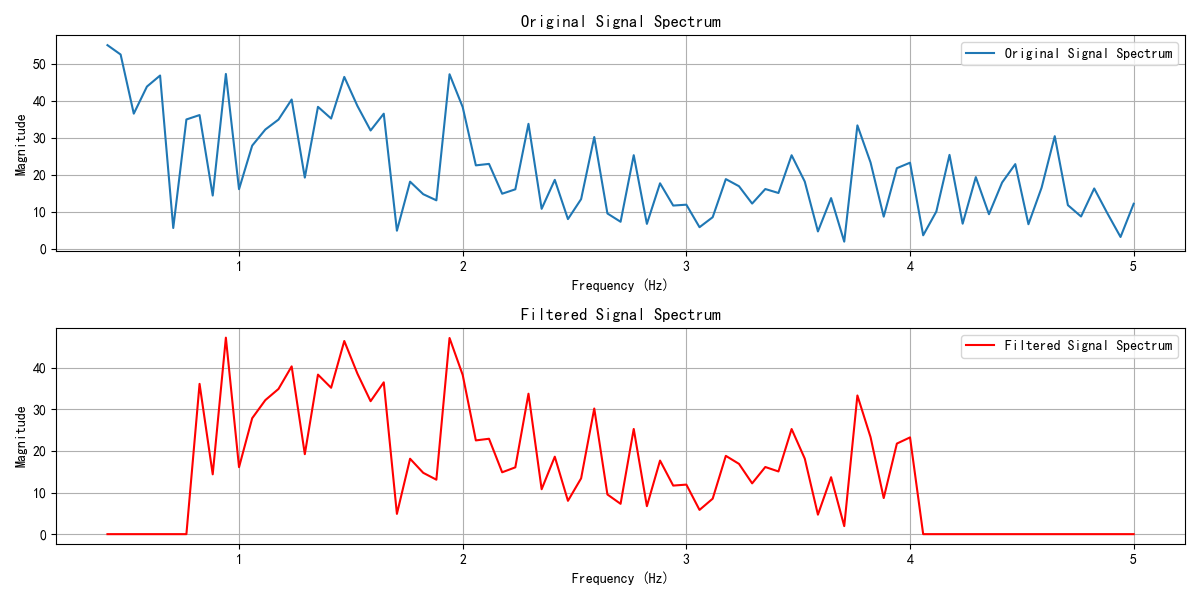 Original Signal Spectrum
Original Signal Spectrum
Magnitude
50
40
30
20
10
0
1
2
3
4
5
Frequency (Hz)
Filtered Signal Spectrum
Filtered Signal Spectrum
Magnitude
40
30
20
10
0
1
2
3
4
5
Frequency (Hz)